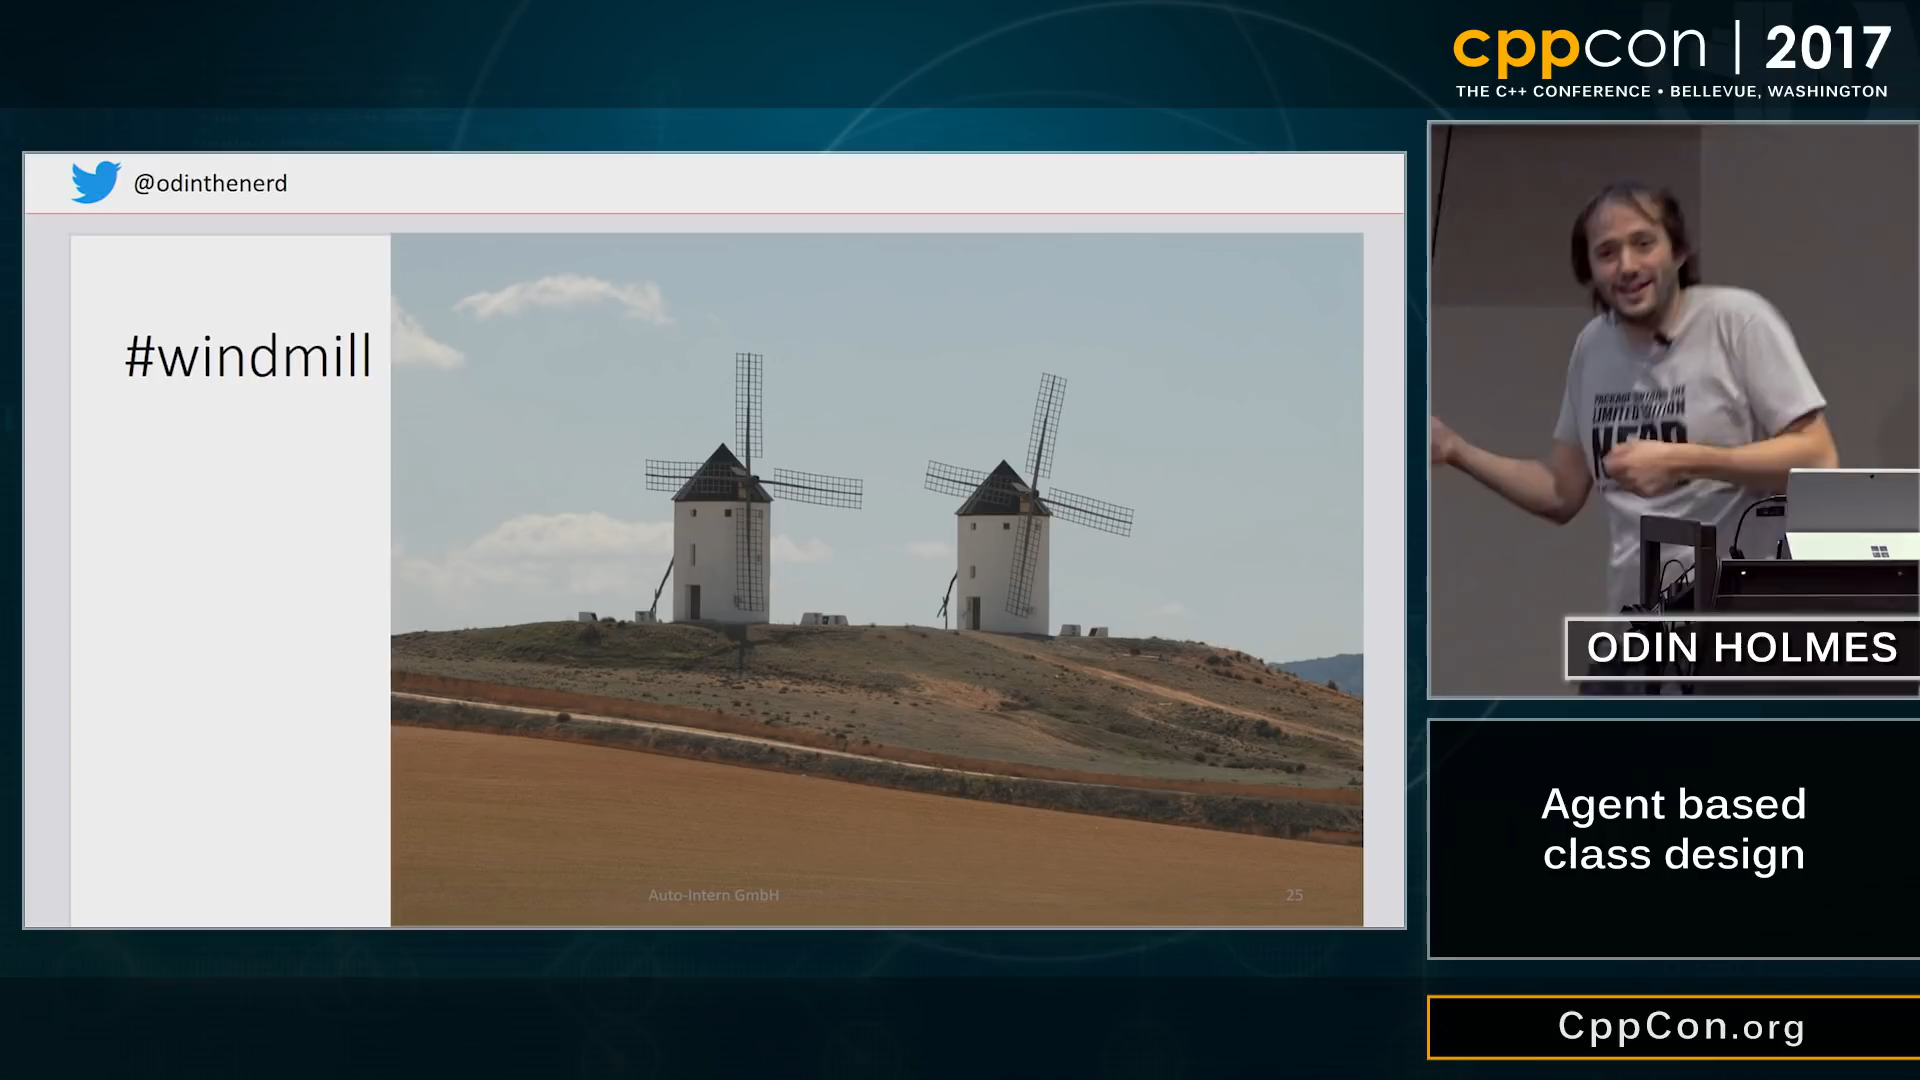 cppcon | 2017
THE C++ CONFERENCE • BELLEVUE, WASHINGTON
@odinthenerd
#windmill
Auto-Intern GmbH
25
LIMITED
ODIN HOLMES
Agent based
class design
CppCon.org